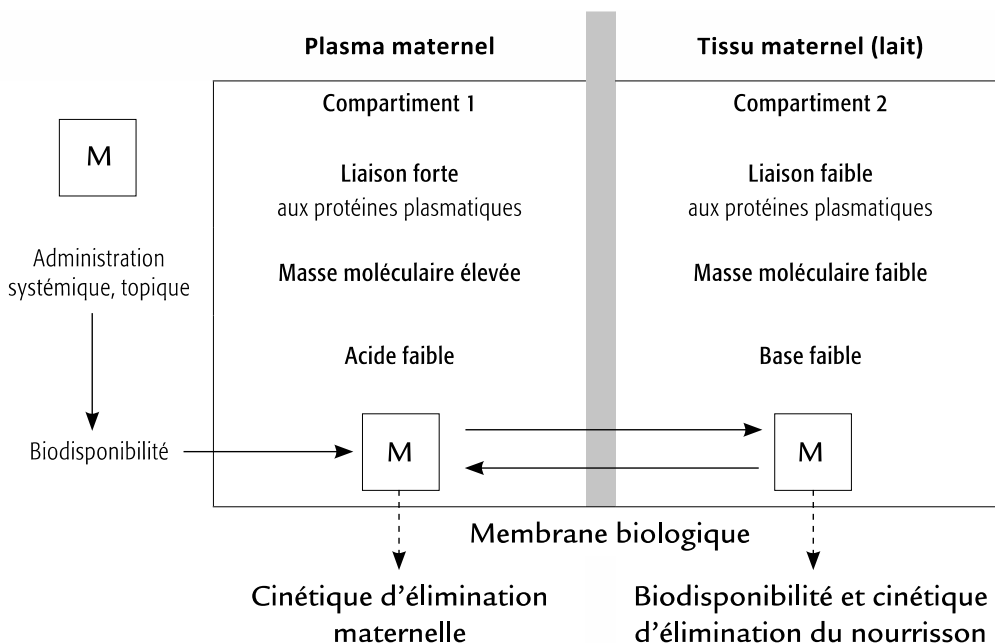 Plasma maternel
Tissu maternel (lait)
Compartiment 1
Compartiment 2
M
Liaison forte
aux protéines plasmatiques
Liaison faible
aux protéines plasmatiques
Administration
systémique, topique
Masse moléculaire élevée
Masse moléculaire faible
Acide faible
Base faible
Biodisponibilité
M
M
Membrane biologique
Cinétique d'élimination
maternelle
Biodisponibilité et cinétique
d'élimination du nourrisson